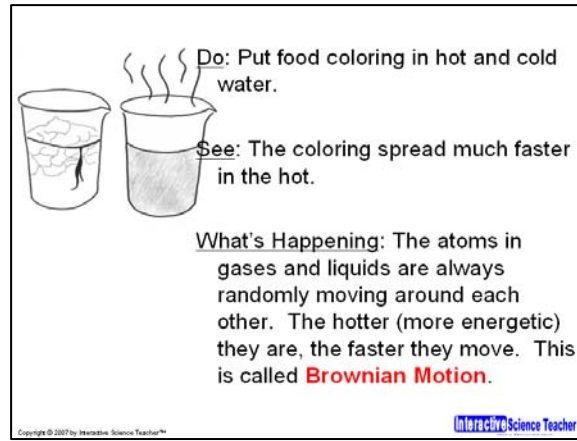 Do: Put food coloring in hot and cold
water.
See: The coloring spread much faster
in the hot.
What's Happening: The atoms in
gases and liquids are always
randomly moving around each
other.  The hotter (more energetic)
they are, the faster they move.  This
is called Brownian Motion.
Copyright © 2007 by Interactive Science Teacher™
Interactive Science Teacher